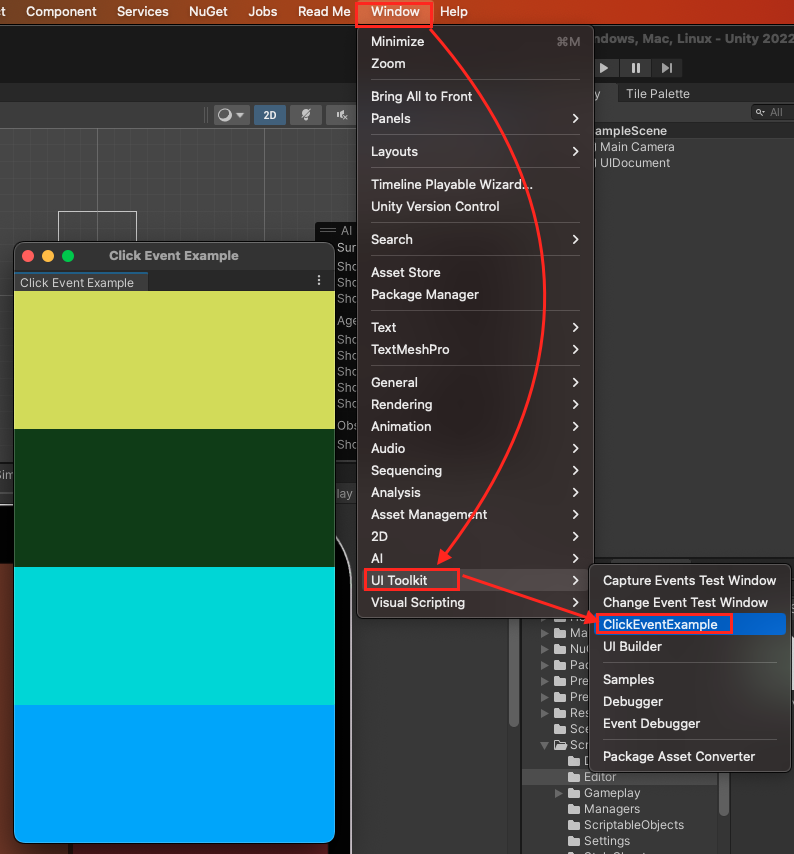 Component Services NuGet Jobs Read Me Window Help
Minimize ⌘M
Zoom
Bring All to Front
Panels
Layouts
Timeline Playable Wizard...
Unity Version Control
Search
Asset Store
Package Manager
Text
TextMeshPro
General
Rendering
Animation
Audio
Sequencing
Analysis
Asset Management
2D
AI
UI Toolkit
Visual Scripting
Capture Events Test Window
Change Event Test Window
ClickEventExample
UI Builder
Samples
Debugger
Event Debugger
Package Asset Converter
ndows, Mac, Linux - Unity 2022
Tile Palette
All
ampleScene
Main Camera
UIDocument
2D
AI
Sur
Sho
Sho
Sho
Age
Sho
Sho
Sho
Sho
Obs
Sho
lay
Click Event Example
Click Event Example
Ma
Nu
Pac
Pre
Pre
Res
Sce
Scr
Editor
Gameplay
Managers
ScriptableObjects
Settings